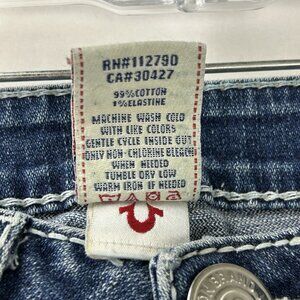 RN#112790
CA#30427
99%COTTON
1%ELASTINE
MACHINE WASH COLD
WITH LIKE COLORS
GENTLE CYCLE INSIDE OUT
ONLY NON-CHLORINE BLEACH
WHEN NEEDED
TUMBLE DRY LOW
WARM IRON IF NEEDED